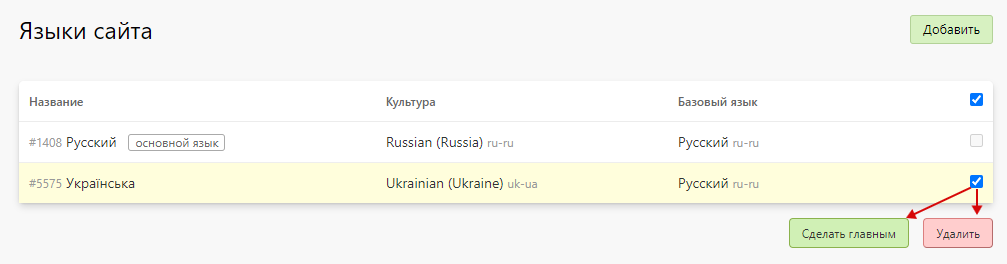 Языки сайта
Добавить
Название Культура Базовый язык
#1408 Русский основной язык Russian (Russia) ru-ru Русский ru-ru
#5575 Українська Ukrainian (Ukraine) uk-ua Русский ru-ru
Сделать главным Удалить